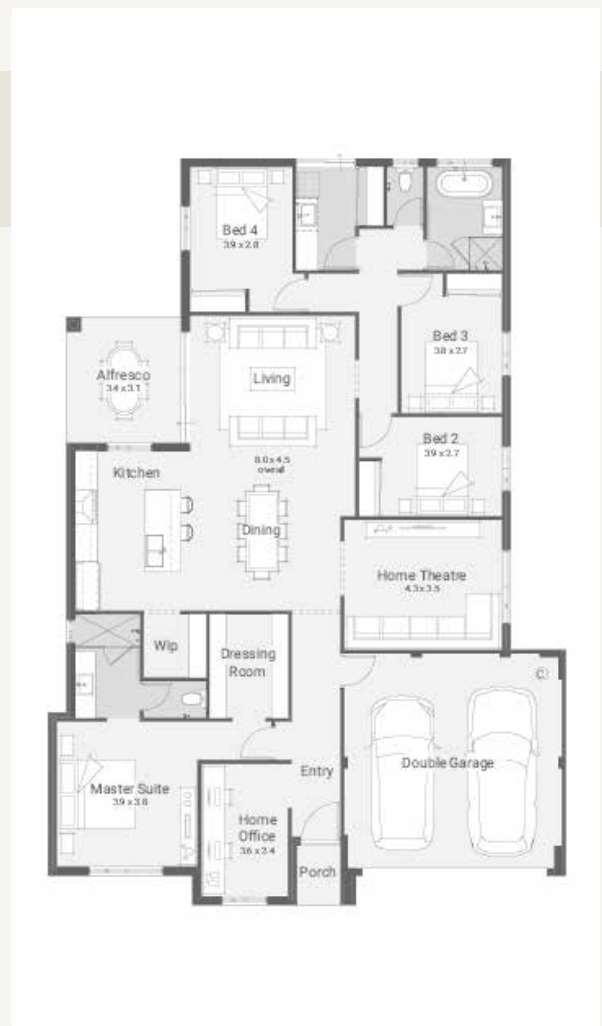 Bed 4
3.9 x 2.8
Bed 3
3.8 x 2.7
Alfresco
3.4 x 3.1
Living
Bed 2
3.9 x 2.7
8.0 x 4.5
overall
Kitchen
Dining
Home Theatre
4.3 x 3.5
Wip
Dressing
Room
Double Garage
Entry
Master Suite
3.9 x 3.8
Home
Office
3.6 x 2.4
Porch